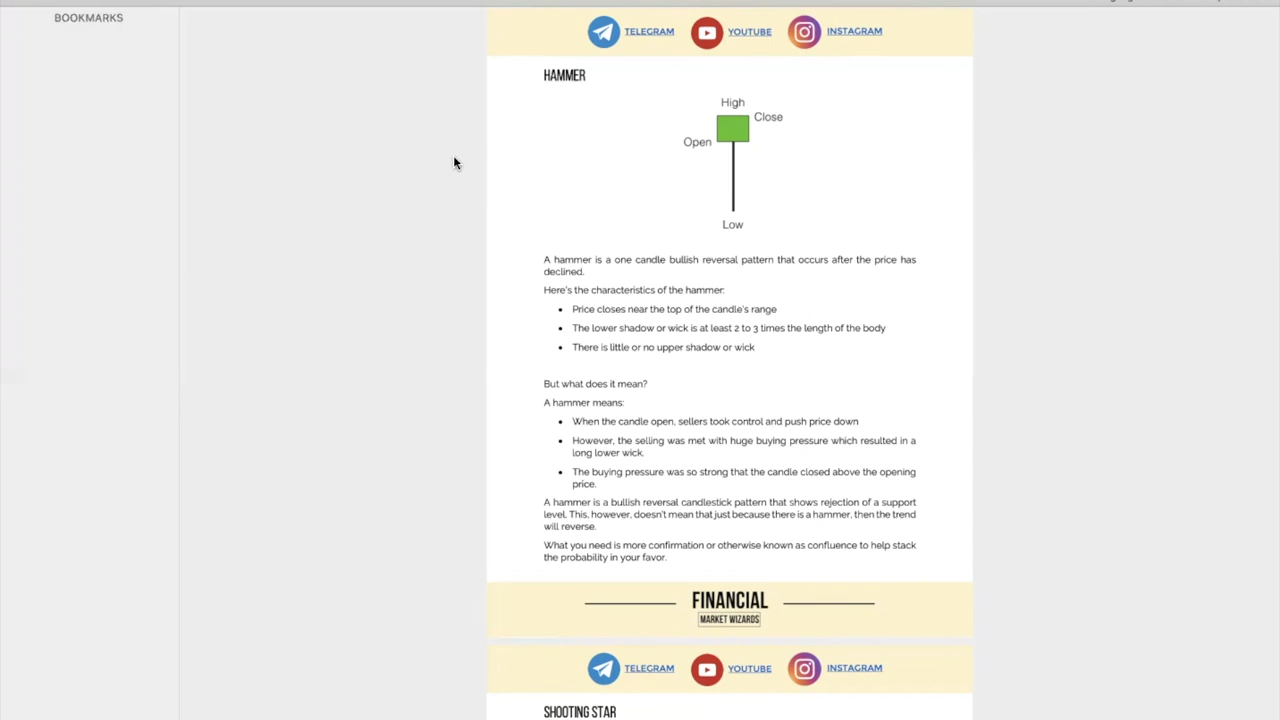 BOOKMARKS
TELEGRAM YOUTUBE INSTAGRAM
HAMMER
High
Close
Open
Low
A hammer is a one candle bullish reversal pattern that occurs after the price has
declined.
Here's the characteristics of the hammer:
• Price closes near the top of the candle's range
• The lower shadow or wick is at least 2 to 3 times the length of the body
• There is little or no upper shadow or wick
But what does it mean?
A hammer means:
• When the candle open, sellers took control and push price down
• However, the selling was met with huge buying pressure which resulted in a
long lower wick.
• The buying pressure was so strong that the candle closed above the opening
price.
A hammer is a bullish reversal candlestick pattern that shows rejection of a support
level. This, however, doesn't mean that just because there is a hammer, then the trend
will reverse.
What you need is more confirmation or otherwise known as confluence to help stack
the probability in your favor.
FINANCIAL
MARKET WIZARDS
TELEGRAM YOUTUBE INSTAGRAM
SHOOTING STAR